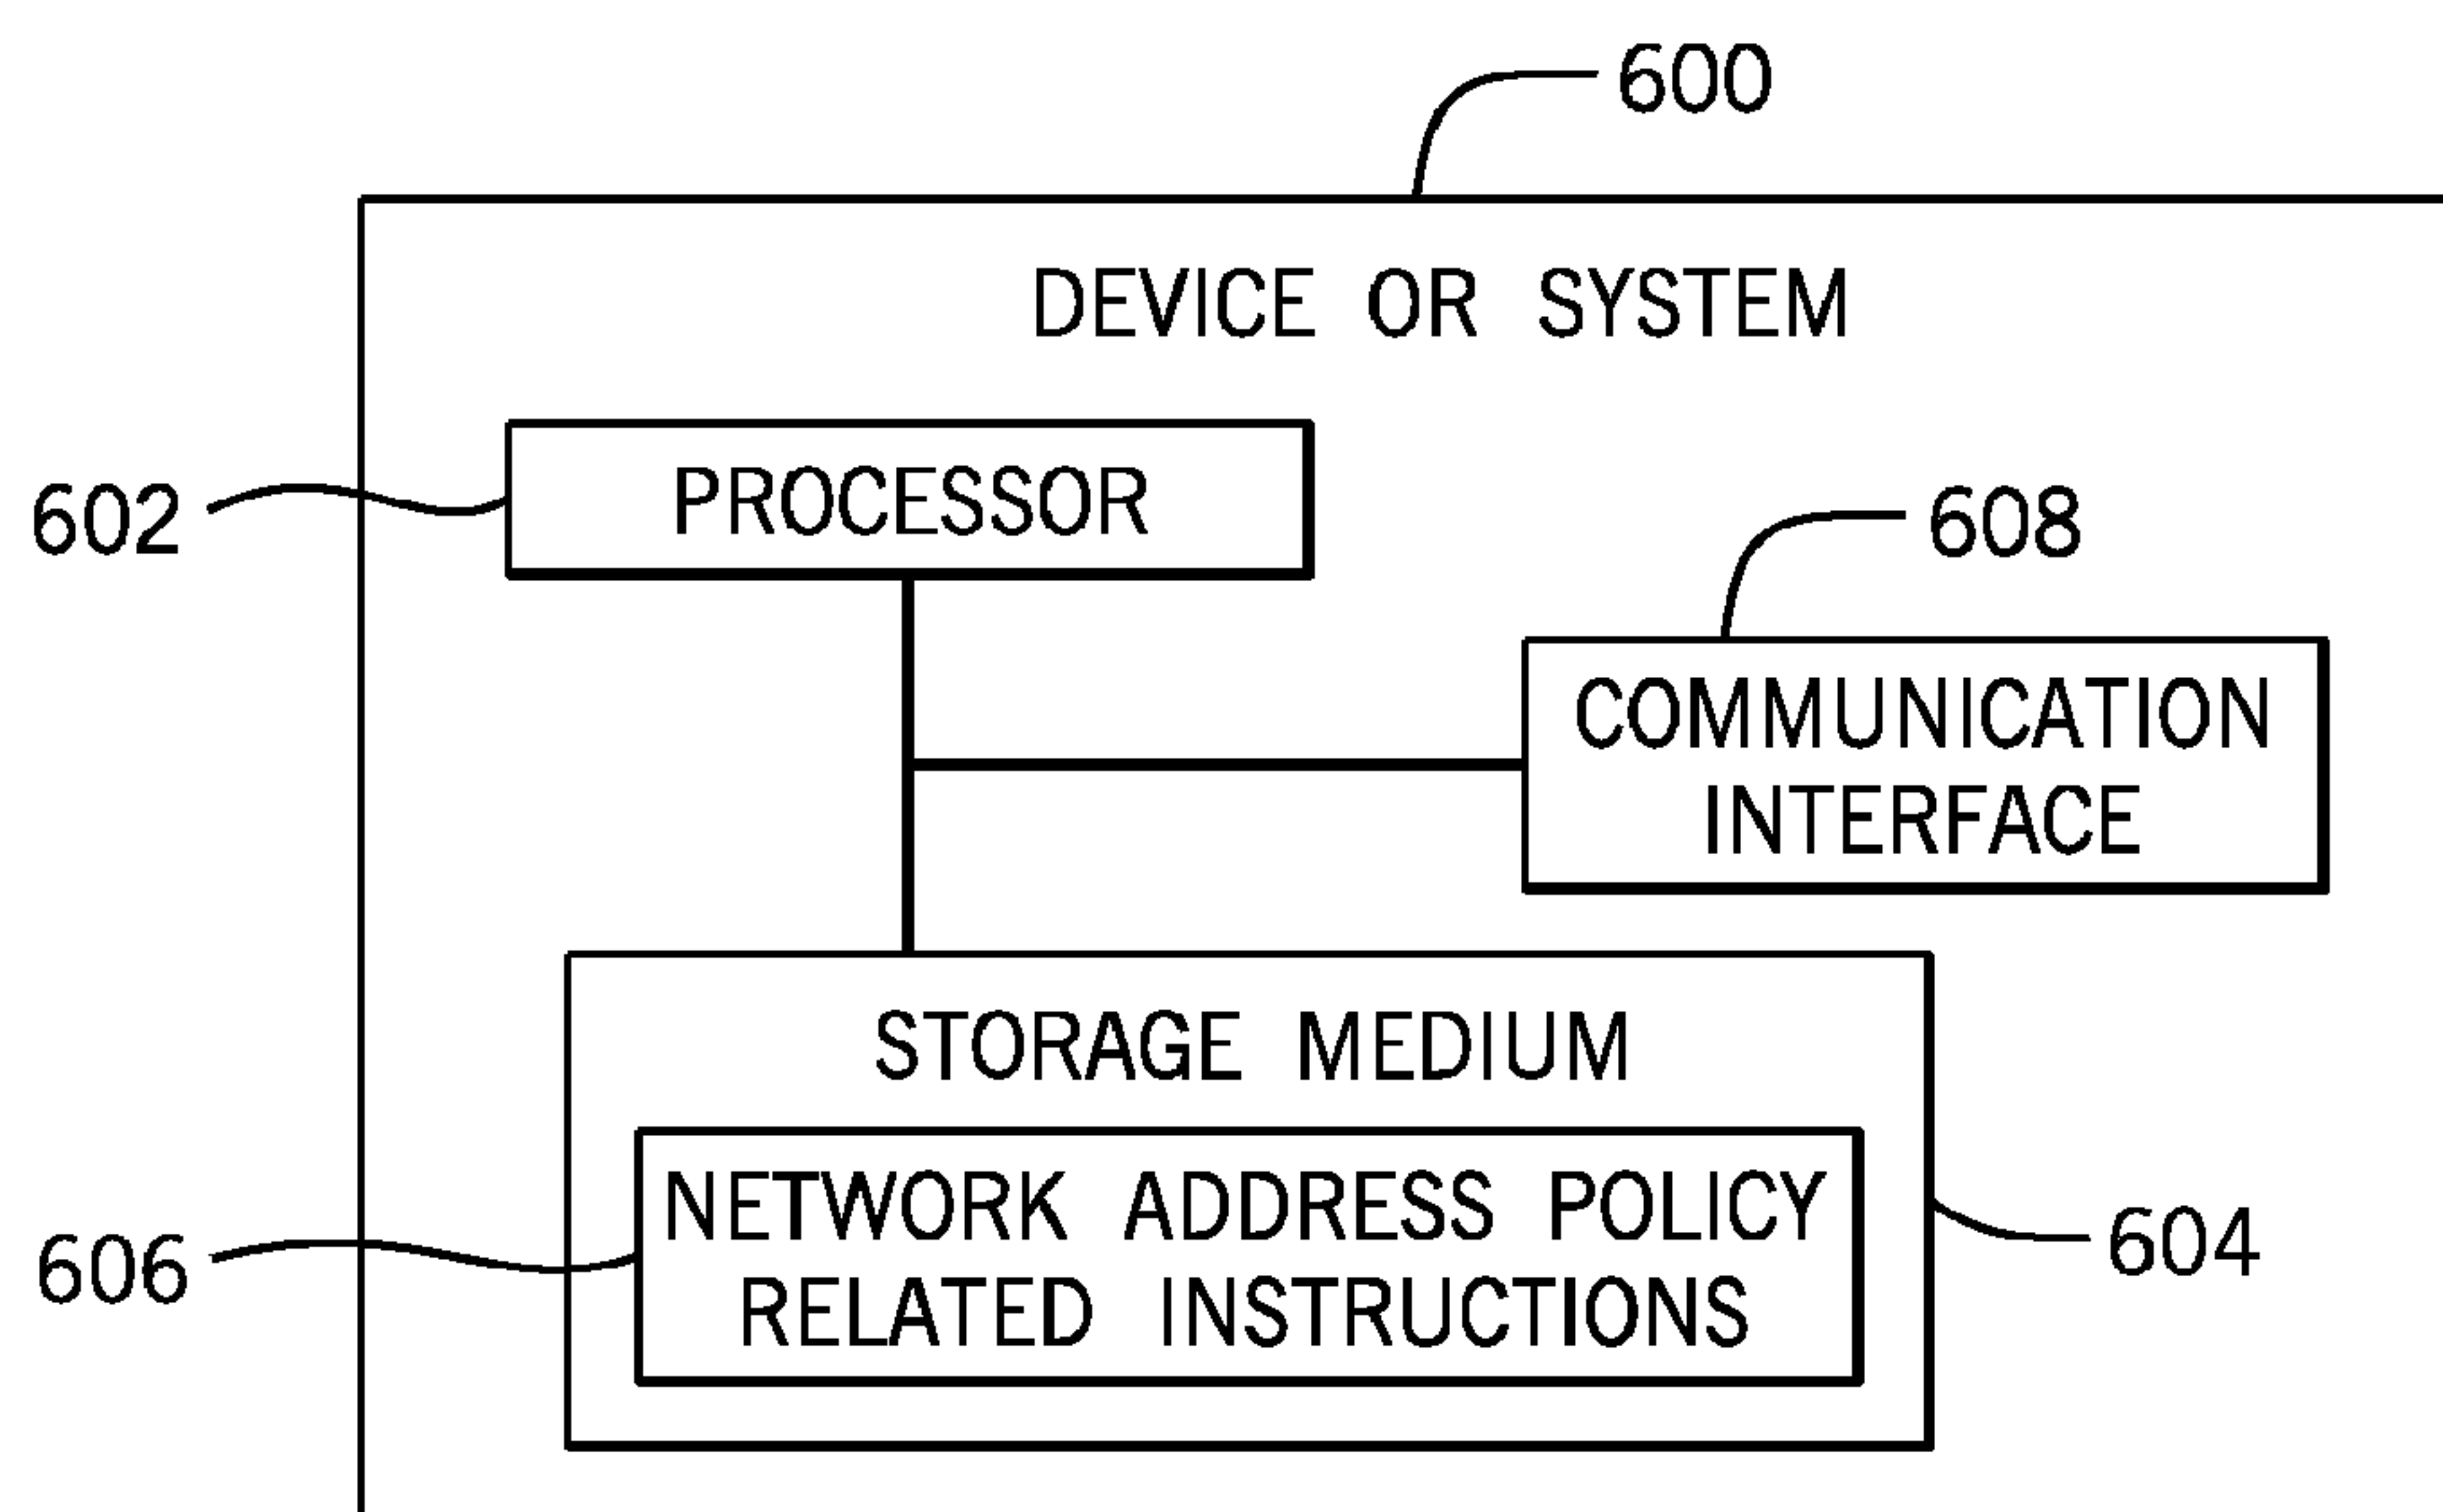 600
DEVICE OR SYSTEM
602
PROCESSOR
608
COMMUNICATION
INTERFACE
STORAGE MEDIUM
606
NETWORK ADDRESS POLICY
RELATED INSTRUCTIONS
604